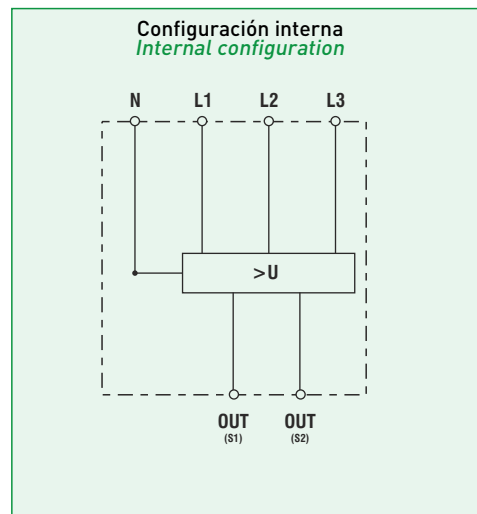 Configuración interna
Internal configuration
N L1 L2 L3
>U
OUT OUT
(S1) (S2)